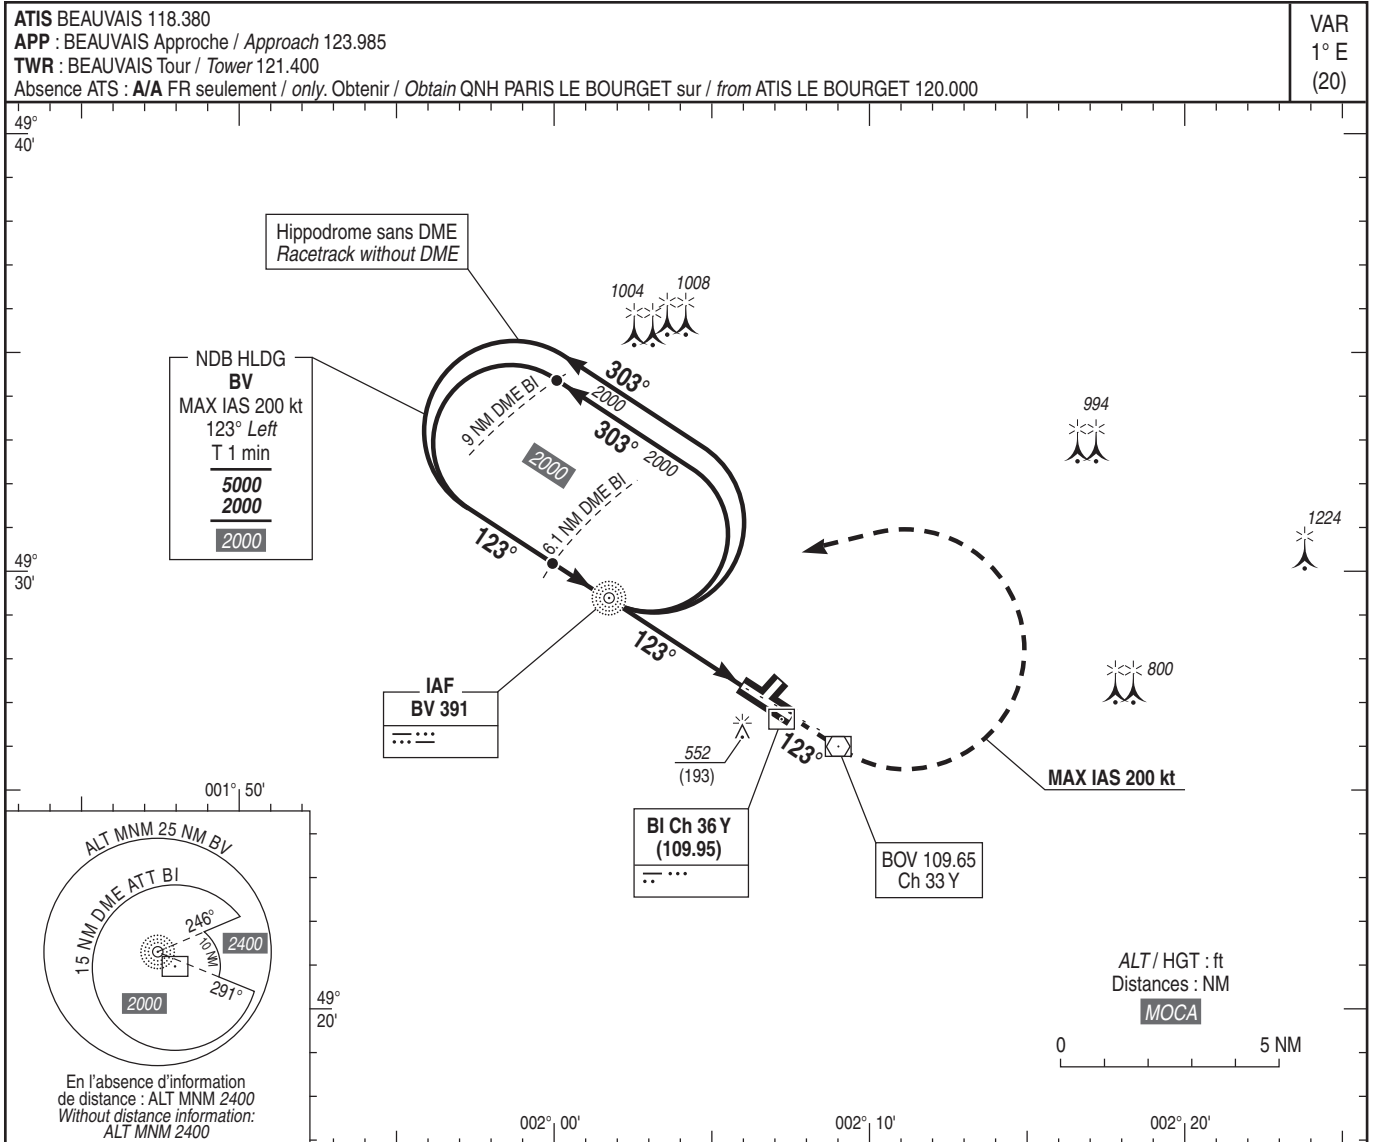 ATIS BEAUVAIS 118.380
APP : BEAUVAIS Approche / Approach 123.985
TWR : BEAUVAIS Tour / Tower 121.400
Absence ATS : A/A FR seulement / only. Obtenir / Obtain QNH PARIS LE BOURGET sur / from ATIS LE BOURGET 120.000
VAR
1° E
(20)
49°
40'
Hippodrome sans DME
Racetrack without DME
1004
1008
NDB HLDG
BV
MAX IAS 200 kt
123° Left
T 1 min
5000
2000
2000
303°
2000
9 NM DME BI
303°
2000
2000
6.1 NM DME BI
123°
994
1224
49°
30'
123°
IAF
BV 391
800
552
(193)
123°
MAX IAS 200 kt
BI Ch 36 Y
(109.95)
BOV 109.65
Ch 33 Y
001° 50'
ALT MNM 25 NM BV
15 NM DME ATT BI
246°
10 NM
2400
291°
2000
En l'absence d'information
de distance : ALT MNM 2400
Without distance information:
ALT MNM 2400
49°
20'
ALT / HGT : ft
Distances : NM
MOCA
0
5 NM
002° 00'
002° 10'
002° 20'